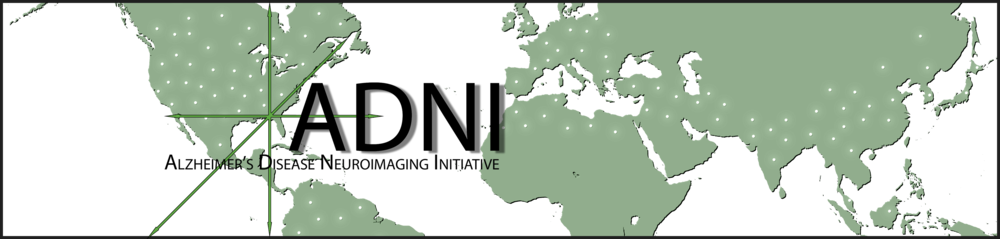 ADNI
ALZHEIMER'S DISEASE NEUROIMAGING INITIATIVE